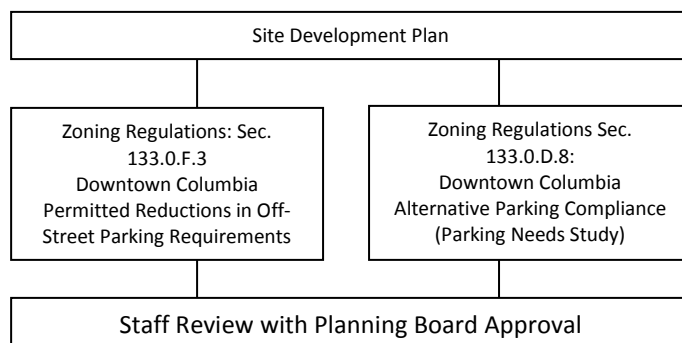 Site Development Plan
Zoning Regulations: Sec.
133.0.F.3
Downtown Columbia
Permitted Reductions in Off-
Street Parking Requirements
Zoning Regulations Sec.
133.0.D.8:
Downtown Columbia
Alternative Parking Compliance
(Parking Needs Study)
Staff Review with Planning Board Approval